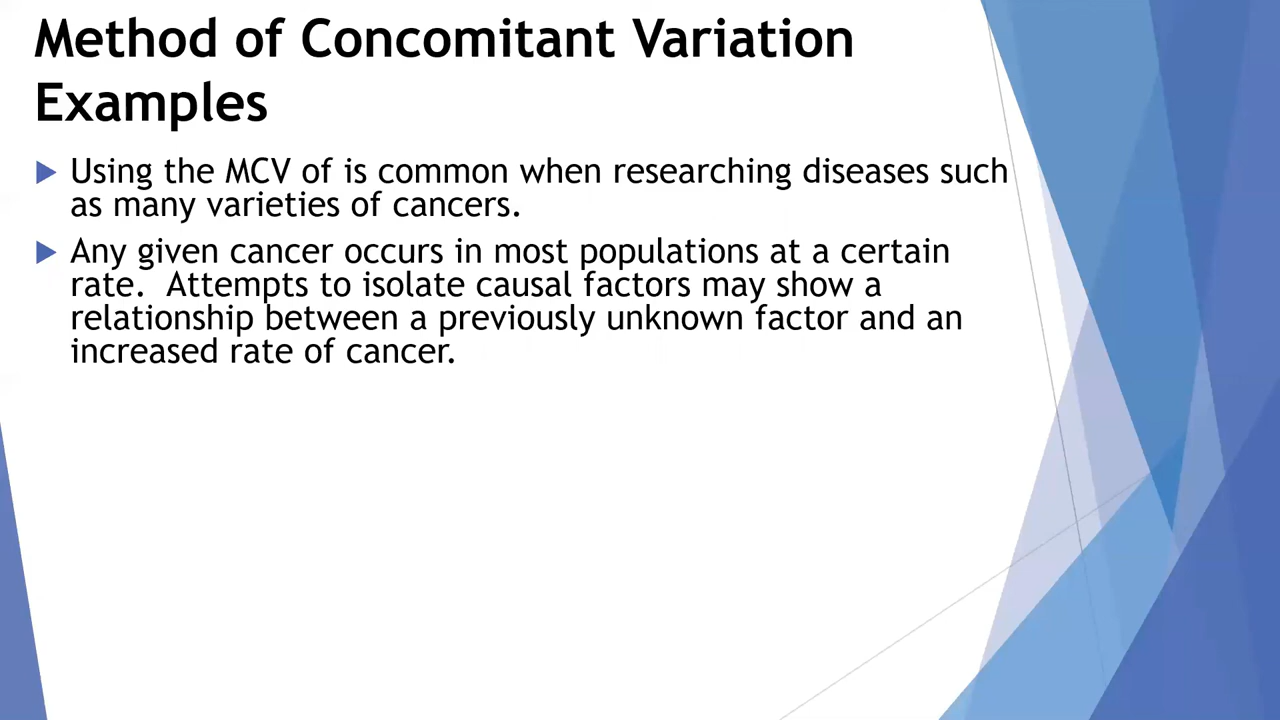 Method of Concomitant Variation
Examples
Using the MCV of is common when researching diseases such
as many varieties of cancers.
Any given cancer occurs in most populations at a certain
rate.  Attempts to isolate causal factors may show a
relationship between a previously unknown factor and an
increased rate of cancer.